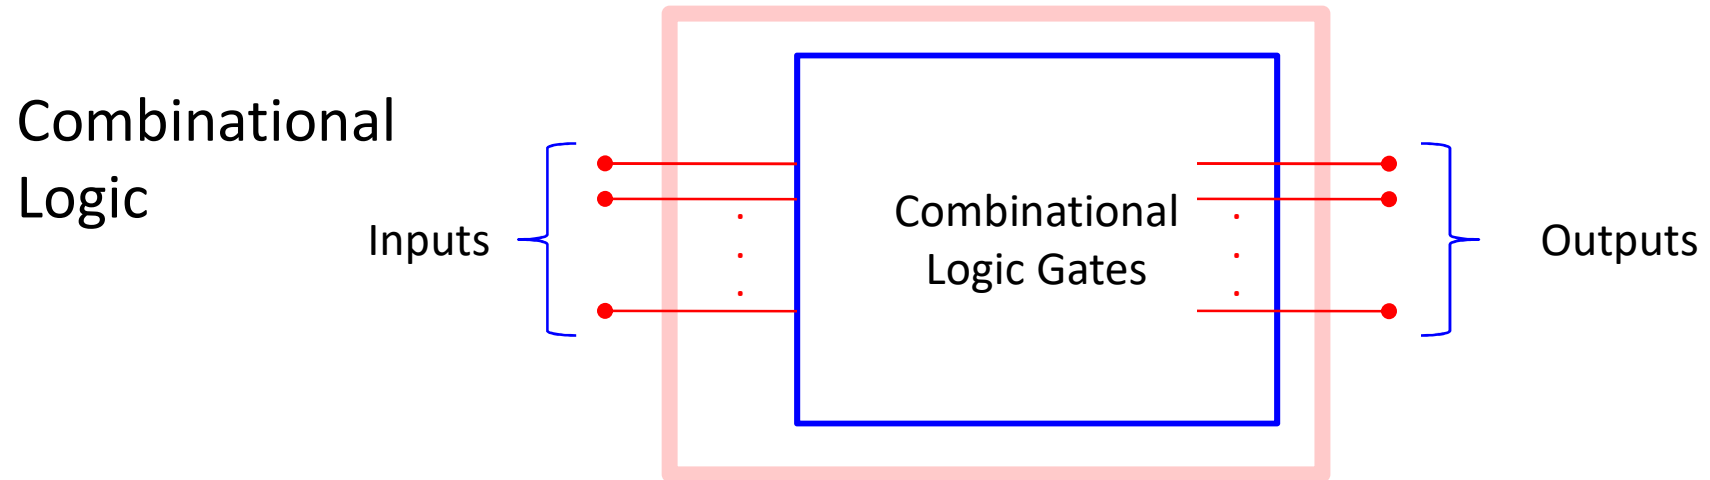 Combinational
Logic
Inputs
Combinational
Logic Gates
Outputs